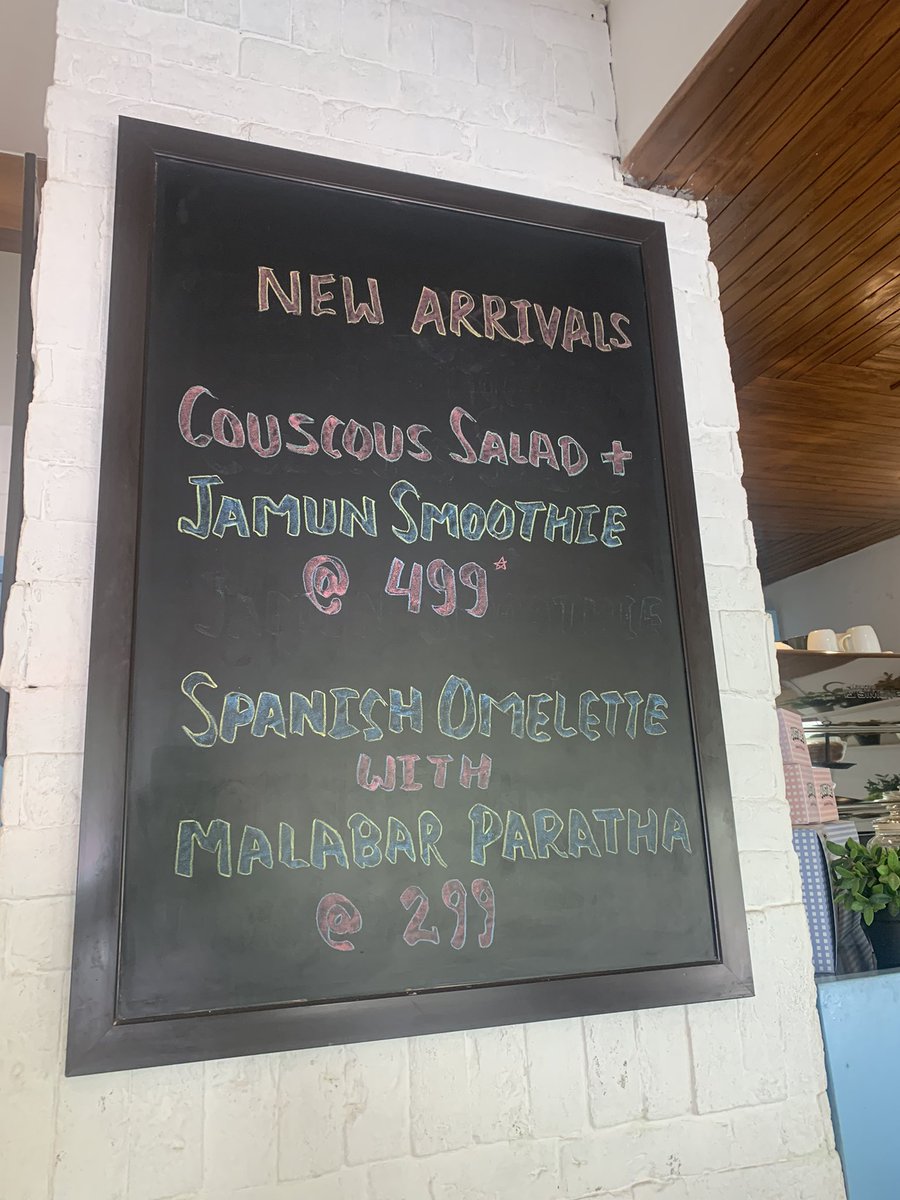 NEW ARRIVALS
COUSCOUS SALAD +
JAMUN SMOOTHIE
@ 499*
SPANISH OMELETTE
WITH
MALABAR PARATHA
@ 299